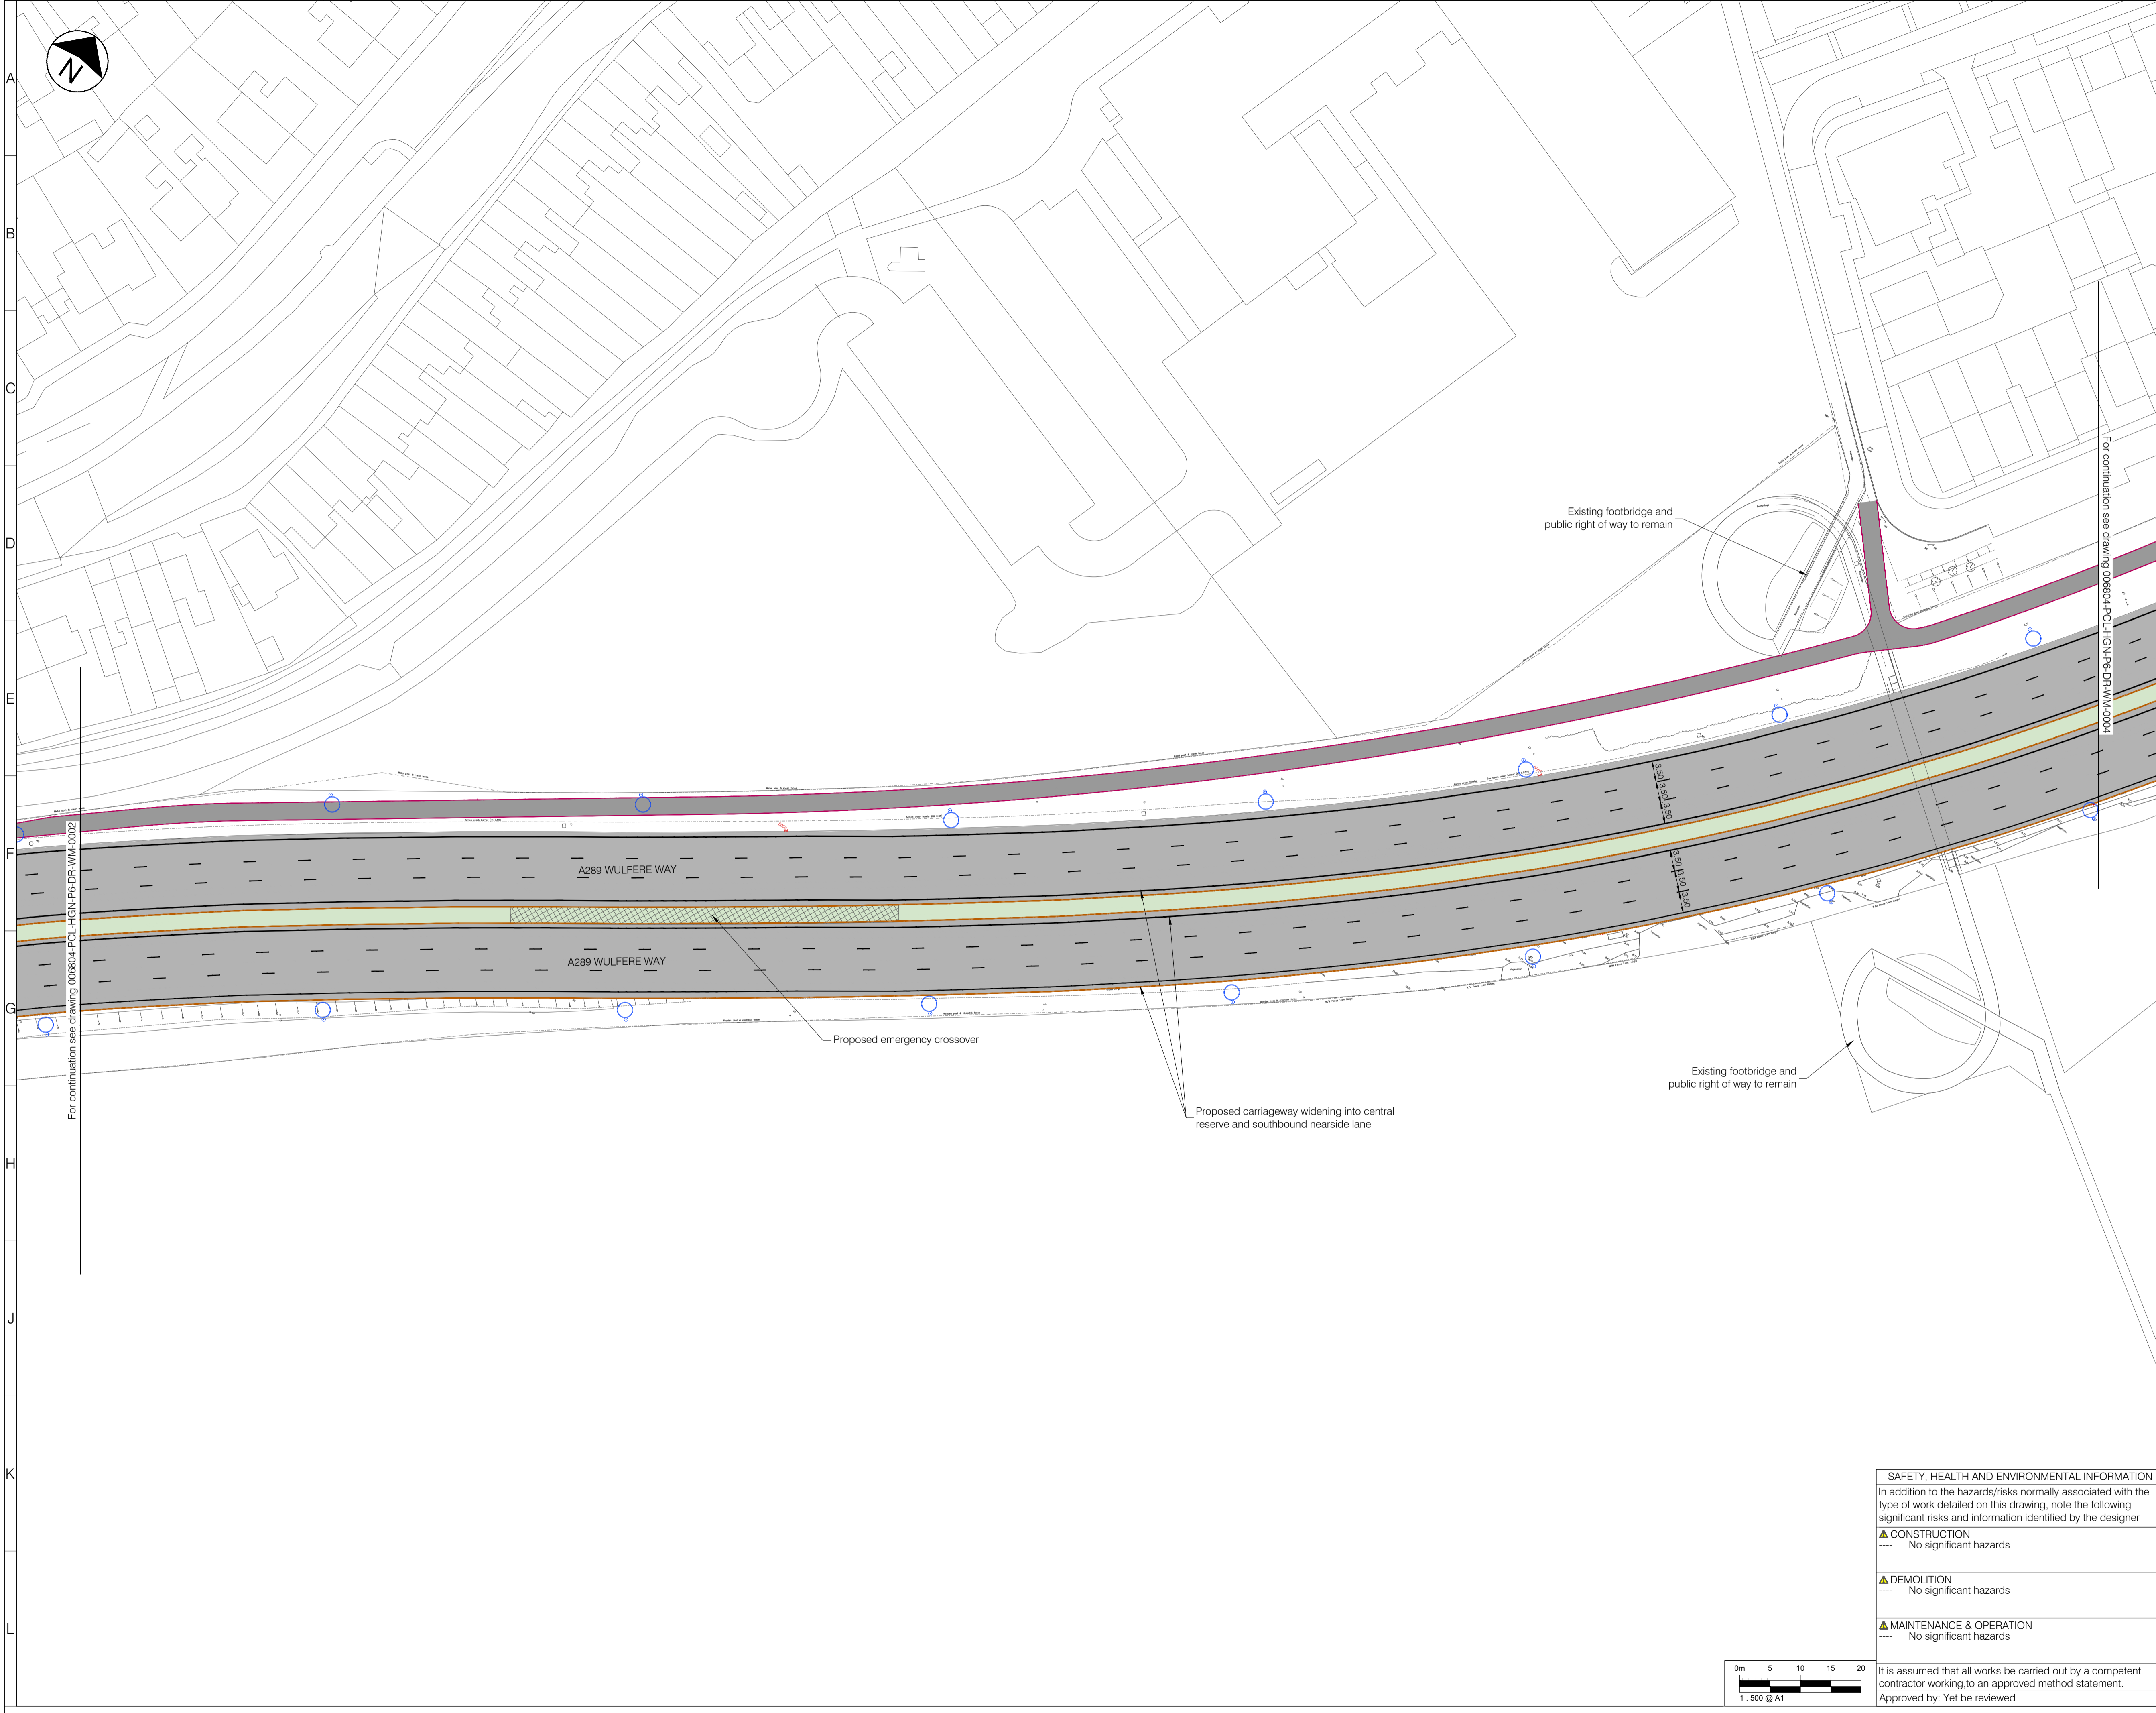 N
A
B
C
D
E
F
G
H
J
K
L
For continuation see drawing 006804-PCL-HGN-P6-DR-WM-0002
For continuation see drawing 006804-PCL-HGN-P6-DR-WM-0004
Existing footbridge and
public right of way to remain
A289 WULFERE WAY
A289 WULFERE WAY
3.50
3.50
3.50
3.50
3.50
3.50
Proposed emergency crossover
Existing footbridge and
public right of way to remain
Proposed carriageway widening into central
reserve and southbound nearside lane
SAFETY, HEALTH AND ENVIRONMENTAL INFORMATION
In addition to the hazards/risks normally associated with the
type of work detailed on this drawing, note the following
significant risks and information identified by the designer
CONSTRUCTION
---- No significant hazards
DEMOLITION
---- No significant hazards
MAINTENANCE & OPERATION
---- No significant hazards
It is assumed that all works be carried out by a competent
contractor working,to an approved method statement.
Approved by: Yet be reviewed
0m 5 10 15 20
1 : 500 @ A1